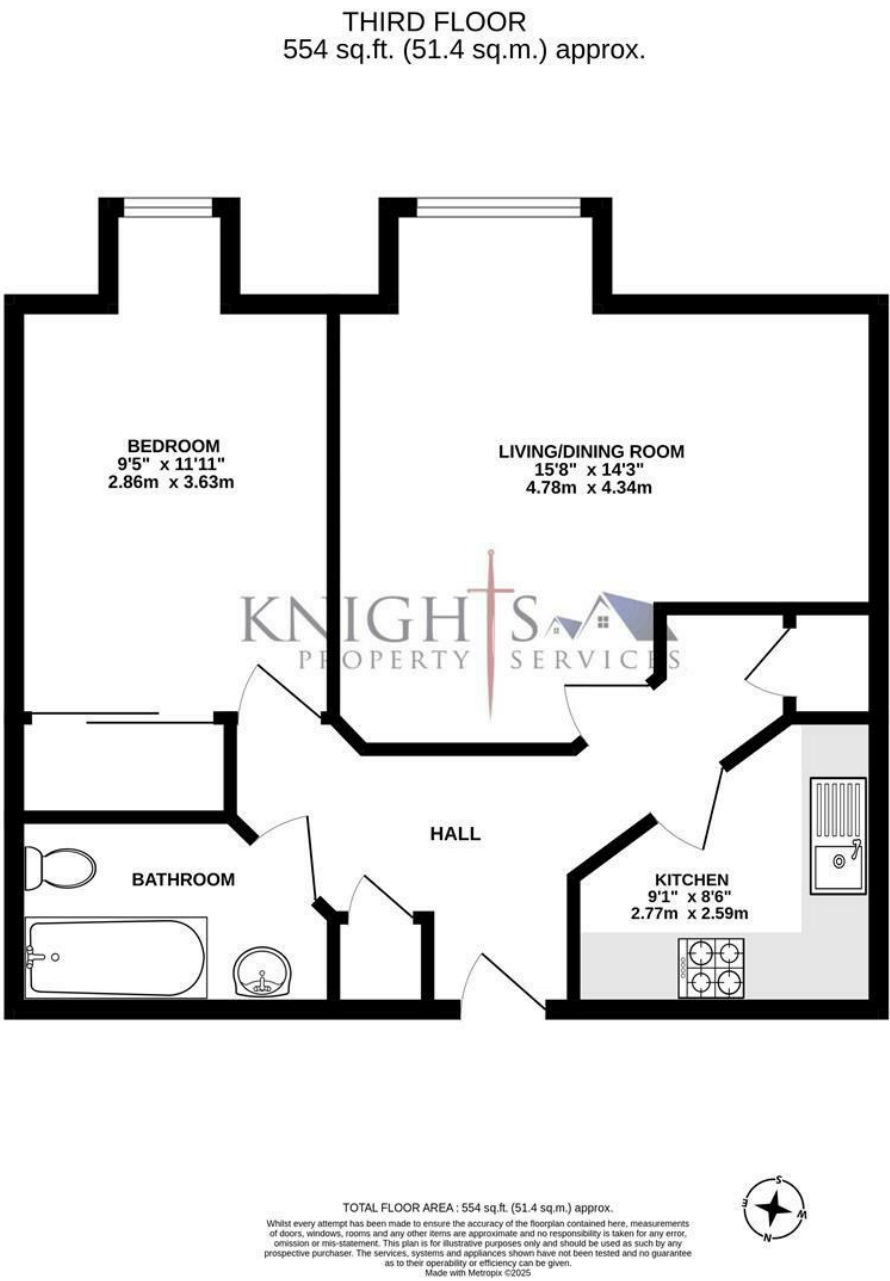 THIRD FLOOR
554 sq.ft. (51.4 sq.m.) approx.
BEDROOM
9'5" x 11'11"
2.86m x 3.63m
LIVING/DINING ROOM
15'8" x 14'3"
4.78m x 4.34m
KNIGHTS
PROPERTY SERVICES
HALL
BATHROOM
KITCHEN
9'1" x 8'6"
2.77m x 2.59m
S
E
W
N
TOTAL FLOOR AREA : 554 sq.ft. (51.4 sq.m.) approx.
Whilst every attempt has been made to ensure the accuracy of the floorplan contained here, measurements
of doors, windows, rooms and any other items are approximate and no responsibility is taken for any error,
omission or mis-statement. This plan is for illustrative purposes only and should be used as such by any
prospective purchaser. The services, systems and appliances shown have not been tested and no guarantee
as to their operability or efficiency can be given.
Made with Metropix ©2025